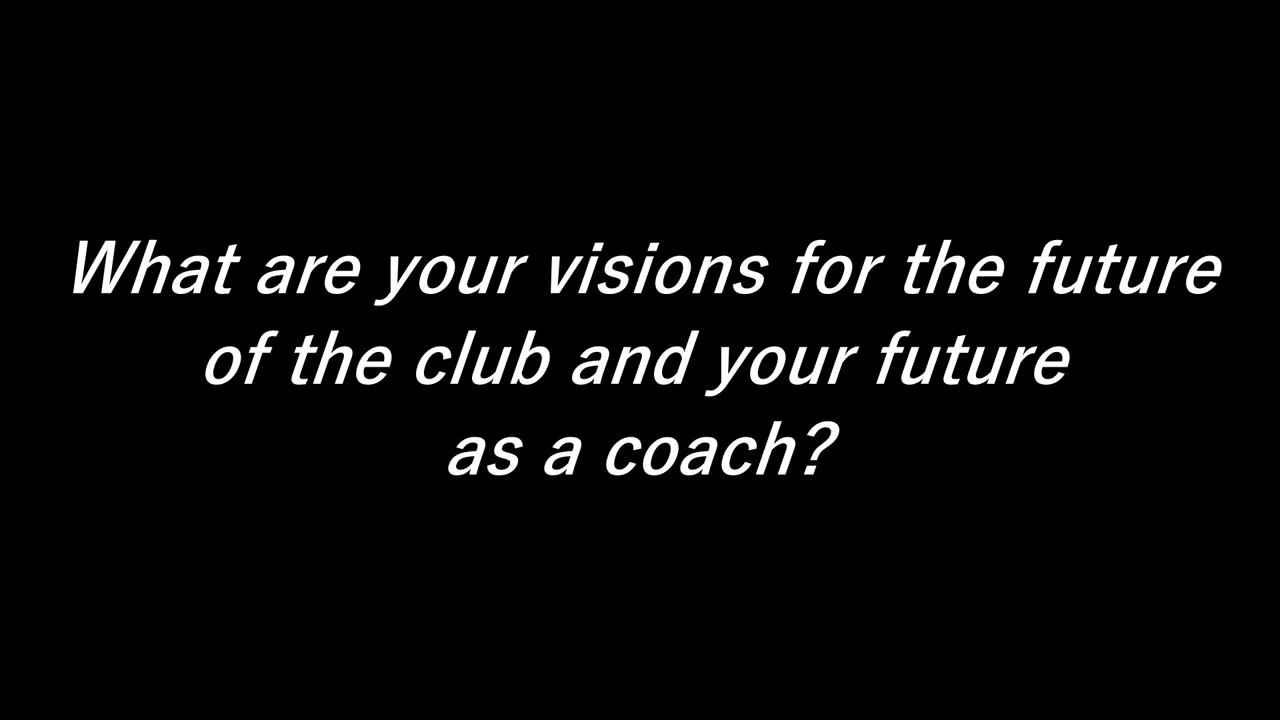 What are your visions for the future
of the club and your future
as a coach?